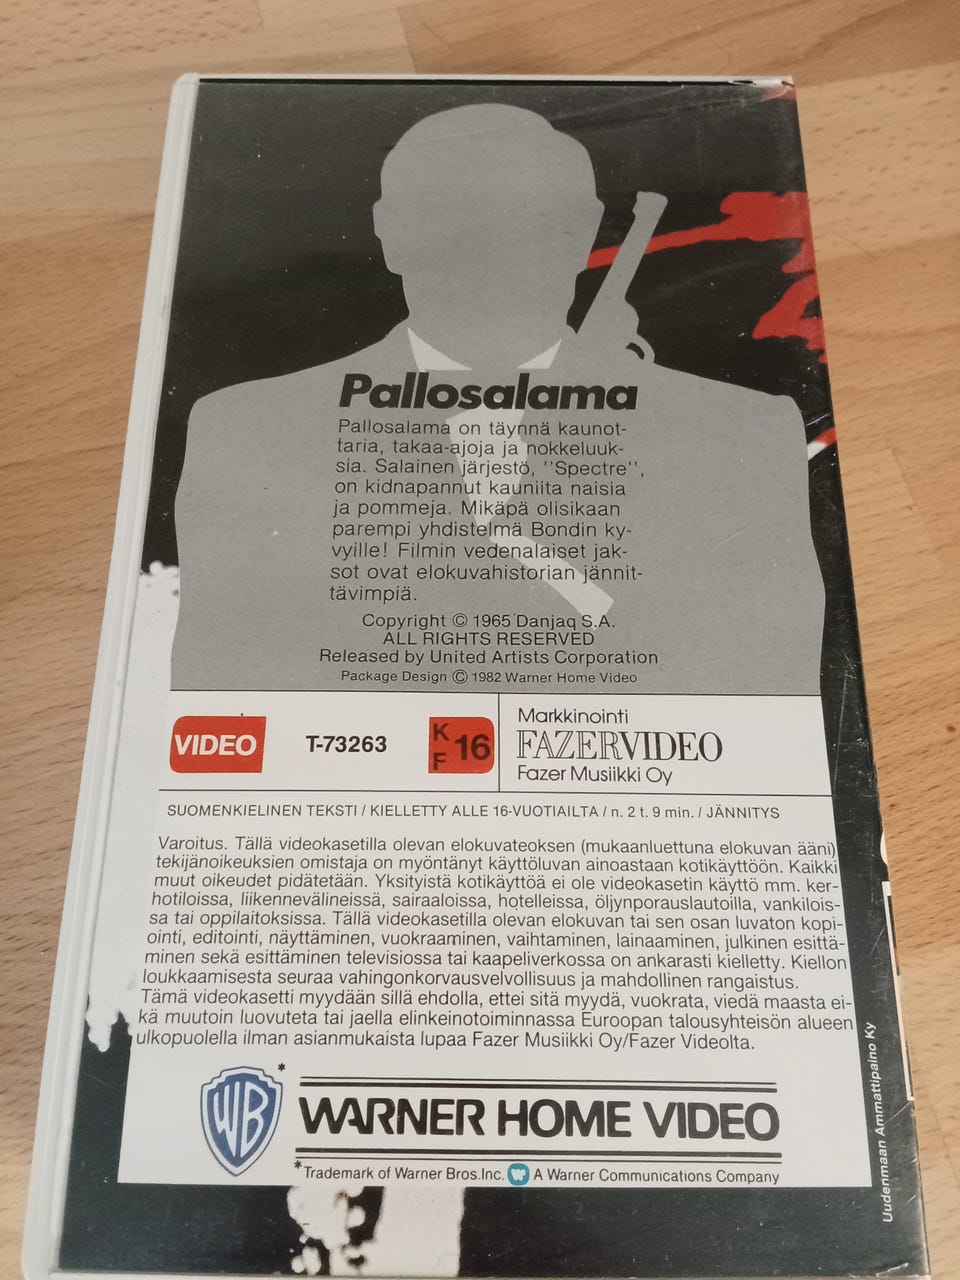 Pallosalama
Pallosalama on täynnä kaunot-
taria, takaa-ajoja ja nokkeluuk-
sia. Salainen järjestö, ''Spectre'',
on kidnapannut kauniita naisia
ja pommeja. Mikäpä olisikaan
parempi yhdistelmä Bondin ky-
vyille! Filmin vedenalaiset jak-
sot ovat elokuvahistorian jännit-
tävimpiä.
Copyright © 1965 Danjaq S.A.
ALL RIGHTS RESERVED
Released by United Artists Corporation
Package Design © 1982 Warner Home Video
VIDEO
T-73263
K
F 16
Markkinointi
FAZERVIDEO
Fazer Musiikki Oy
SUOMENKIELINEN TEKSTI / KIELLETTY ALLE 16-VUOTIAILTA / n. 2 t. 9 min. / JÄNNITYS
Varoitus. Tällä videokasetilla olevan elokuvateoksen (mukaanluettuna elokuvan ääni)
tekijänoikeuksien omistaja on myöntänyt käyttöluvan ainoastaan kotikäyttöön. Kaikki
muut oikeudet pidätetään. Yksityistä kotikäyttöä ei ole videokasetin käyttö mm. ker-
hotiloissa, liikennevälineissä, sairaaloissa, hotelleissa, öljynporauslautoilla, vankilois-
sa tai oppilaitoksissa. Tällä videokasetilla olevan elokuvan tai sen osan luvaton kopi-
ointi, editointi, näyttäminen, vuokraaminen, vaihtaminen, lainaaminen, julkinen esittä-
minen sekä esittäminen televisiossa tai kaapeliverkossa on ankarasti kielletty. Kiellon
loukkaamisesta seuraa vahingonkorvausvelvollisuus ja mahdollinen rangaistus.
Tämä videokasetti myydään sillä ehdolla, ettei sitä myydä, vuokrata, viedä maasta ei-
kä muutoin luovuteta tai jaella elinkeinotoiminnassa Euroopan talousyhteisön alueen
ulkopuolella ilman asianmukaista lupaa Fazer Musiikki Oy/Fazer Videolta.
WB*
WARNER HOME VIDEO
*Trademark of Warner Bros.Inc. A Warner Communications Company
Uudenmaan Ammattipaino Ky